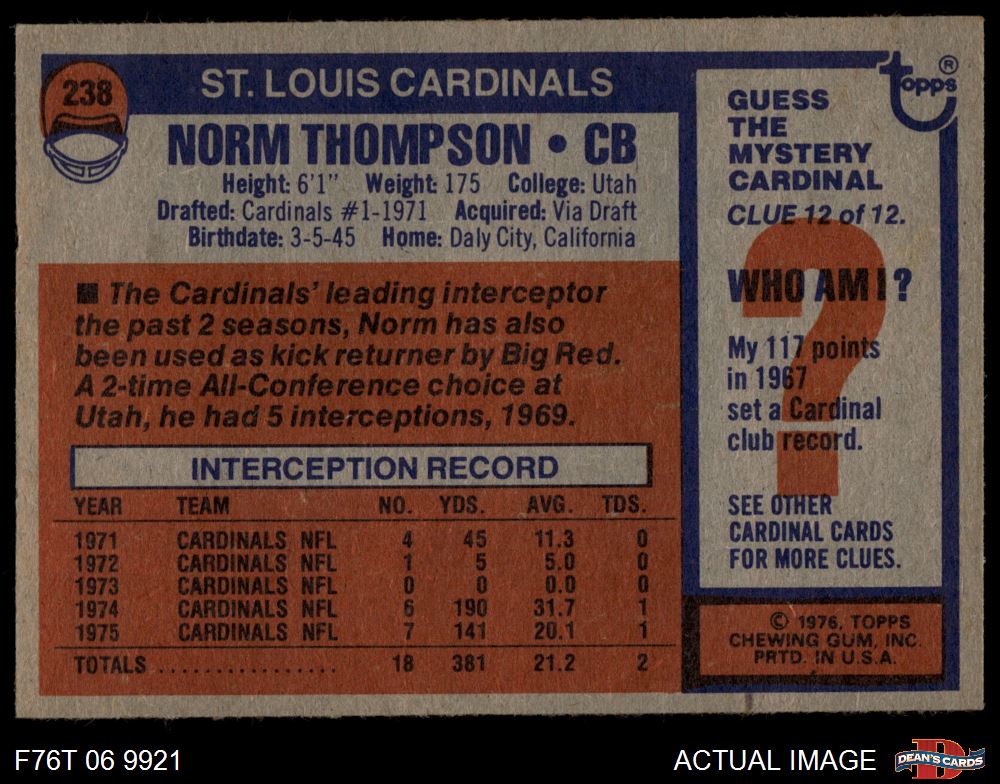 238
ST. LOUIS CARDINALS
NORM THOMPSON • CB
Height: 6'1" Weight: 175 College: Utah
Drafted: Cardinals #1-1971 Acquired: Via Draft
Birthdate: 3-5-45 Home: Daly City, California
■ The Cardinals' leading interceptor
the past 2 seasons, Norm has also
been used as kick returner by Big Red.
A 2-time All-Conference choice at
Utah, he had 5 interceptions, 1969.
INTERCEPTION RECORD
YEAR TEAM NO. YDS. AVG. TDS.
1971 CARDINALS NFL 4 45 11.3 0
1972 CARDINALS NFL 1 5 5.0 0
1973 CARDINALS NFL 0 0 0.0 0
1974 CARDINALS NFL 6 190 31.7 1
1975 CARDINALS NFL 7 141 20.1 1
TOTALS ................ 18 381 21.2 2
topps ®
GUESS
THE
MYSTERY
CARDINAL
CLUE 12 of 12.
WHO AM I?
My 117 points
in 1967
set a Cardinal
club record.
SEE OTHER
CARDINAL CARDS
FOR MORE CLUES.
© 1976, TOPPS
CHEWING GUM, INC.
PRTD. IN U.S.A.
F76T 06 9921
ACTUAL IMAGE
DEAN'S CARDS